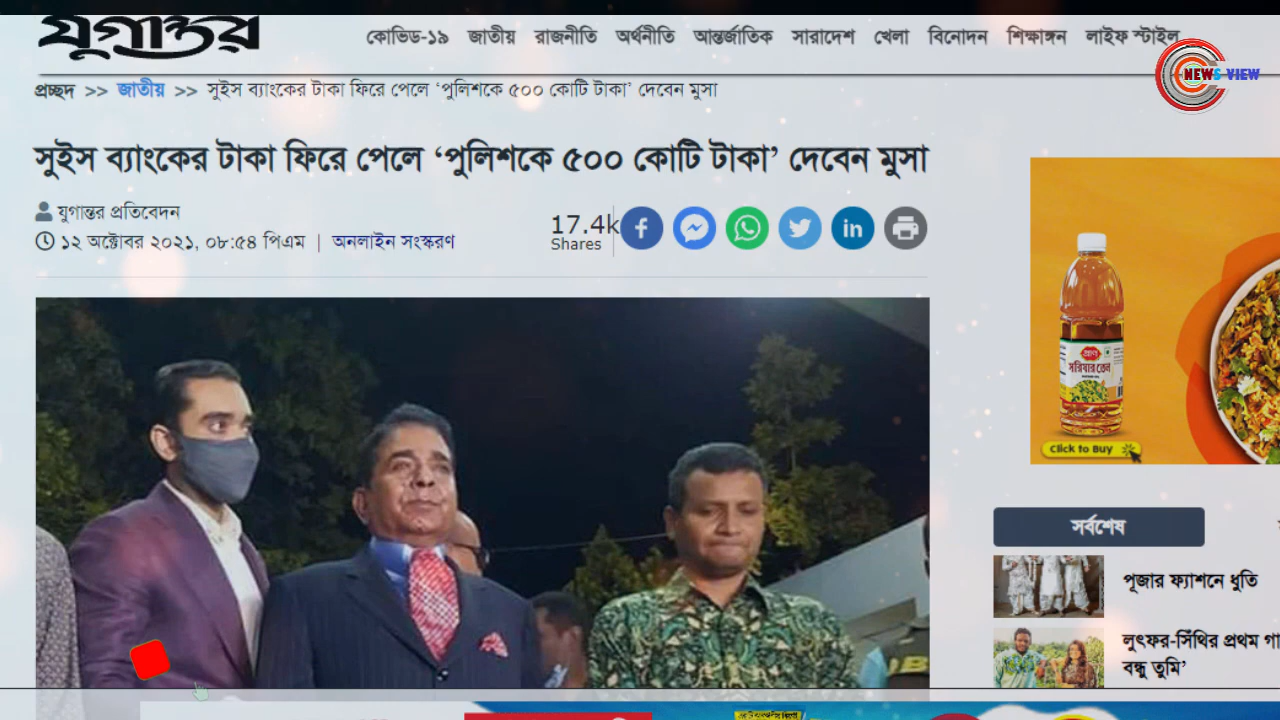 যুগান্তর
কোভিড-১৯ জাতীয় রাজনীতি অর্থনীতি আন্তর্জাতিক সারাদেশ খেলা বিনোদন শিক্ষাঙ্গন লাইফ স্টাইল
NEWS VIEW
প্রচ্ছদ >> জাতীয় >> সুইস ব্যাংকের টাকা ফিরে পেলে ‘পুলিশকে ৫০০ কোটি টাকা’ দেবেন মুসা
সুইস ব্যাংকের টাকা ফিরে পেলে ‘পুলিশকে ৫০০ কোটি টাকা’ দেবেন মুসা
যুগান্তর প্রতিবেদন
১২ অক্টোবর ২০২১, ০৮:৫৪ পিএম | অনলাইন সংস্করণ
17.4k
Shares
প্রাণ
সরিষার তেল
Click to Buy
সর্বশেষ
পূজার ফ্যাশনে ধুতি
লুৎফর-সিঁথির প্রথম গা
বন্ধু তুমি’